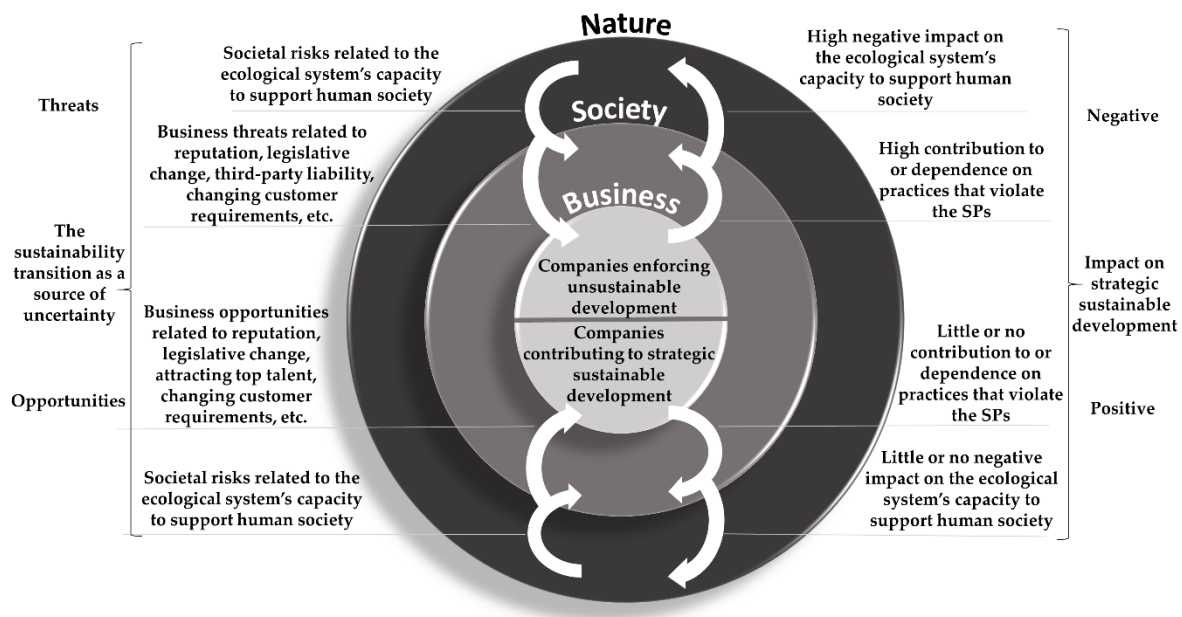 Nature
Society
Business
Companies enforcing
unsustainable
development
Companies
contributing to strategic
sustainable
development
The
sustainability
transition as a
source of
uncertainty
Threats
Societal risks related to the
ecological system’s capacity
to support human society
Business threats related to
reputation, legislative
change, third-party liability,
changing customer
requirements, etc.
Opportunities
Business opportunities
related to reputation,
legislative change,
attracting top talent,
changing customer
requirements, etc.
Societal risks related to the
ecological system’s capacity
to support human society
High negative impact on
the ecological system’s
capacity to support human
society
Negative
High contribution to
or dependence on
practices that violate
the SPs
Impact on
strategic
sustainable
development
Little or no
contribution to or
dependence on
practices that violate
the SPs
Positive
Little or no negative
impact on the ecological
system’s capacity to
support human society